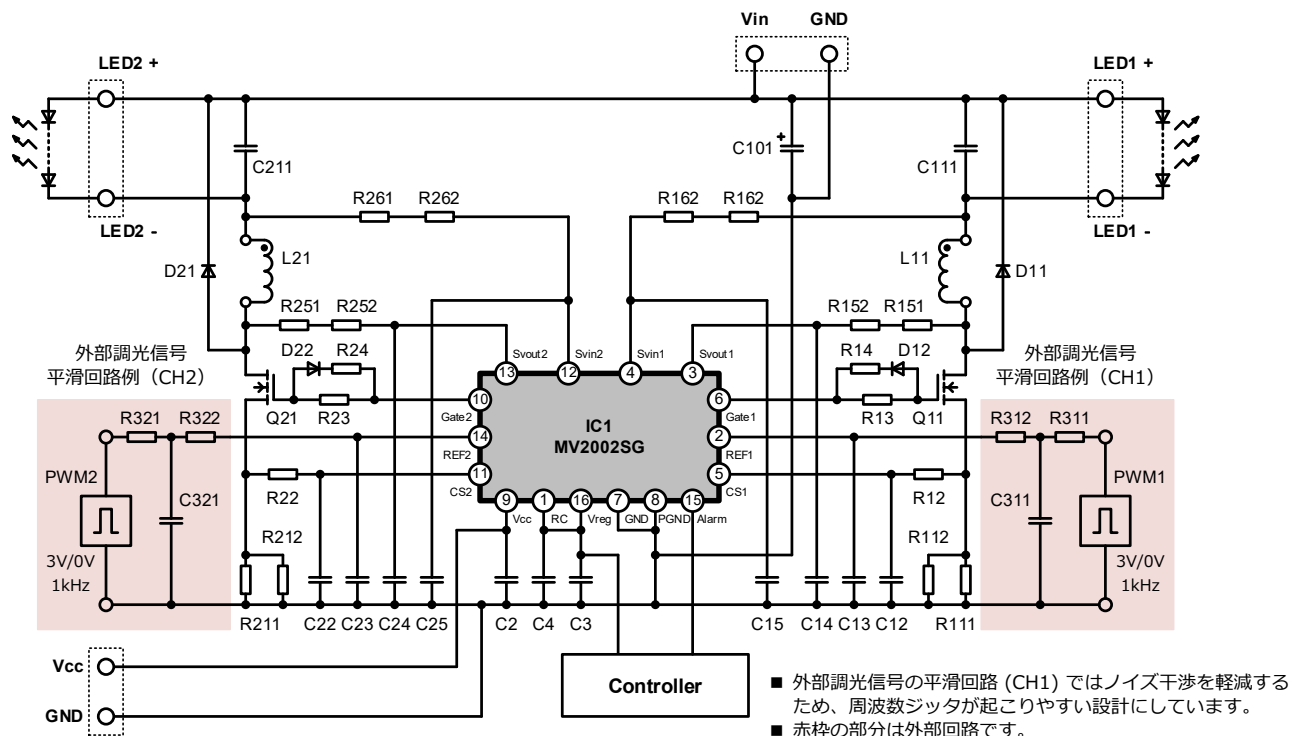 Vin GND
LED2 + LED1 +
C211 C101 + C111
R261 R262 R162 R162
LED2 - LED1 -
D21 L21 L11 D11
R251 R252 R152 R151
外部調光信号
平滑回路例（CH2）
外部調光信号
平滑回路例（CH1）
D22 R24 R14 D12
Svout2 Svin2 Svin1 Svout1
13 12 4 3
R23 R13
Q21 Q11
10 Gate2 6 Gate1
IC1
MV2002SG
R321 R322 R312 R311
14 REF2 2 REF1
11 CS2 5 CS1
PWM2 PWM1
C321 R22 R12 C311
9 1 16 7 8 15
Vcc RC Vreg GND PGND Alarm
R212 R112
3V/0V
1kHz
3V/0V
1kHz
R211 C22 C23 C24 C25 C2 C4 C3 C15 C14 C13 C12 R111
Vcc
GND
Controller
■ 外部調光信号の平滑回路 (CH1) ではノイズ干渉を軽減する
ため、周波数ジッタが起こりやすい設計にしています。
■ 赤枠の部分は外部回路です。